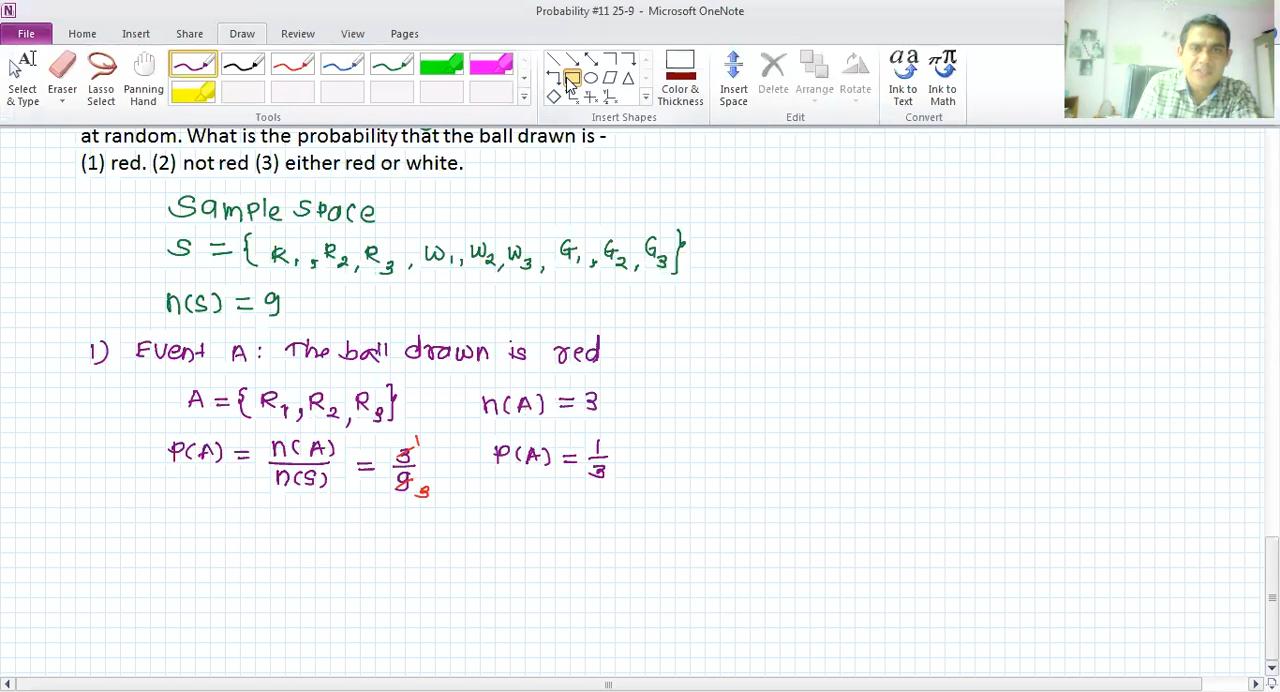 Probability #11 25-9 - Microsoft OneNote
File Home Insert Share Draw Review View Pages
Select & Type Eraser Lasso Select Panning Hand Color & Thickness Insert Space Delete Arrange Rotate Ink to Text Ink to Math
Tools Insert Shapes Edit Convert
at random. What is the probability that the ball drawn is -
(1) red. (2) not red (3) either red or white.
Sample Space
S = { R1, R2, R3, W1, W2, W3, G1, G2, G3 }
n(S) = 9
1) Event A: The ball drawn is red
A = { R1, R2, R3 } n(A) = 3
P(A) = n(A)/n(S) = 3/9 1 3 P(A) = 1/3